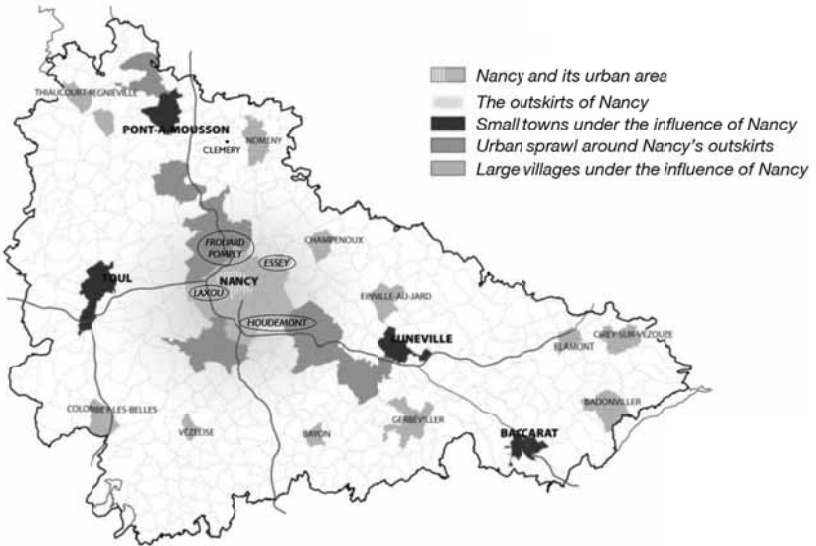 Nancy and its urban area
The outskirts of Nancy
Small towns under the influence of Nancy
Urban sprawl around Nancy's outskirts
Large villages under the influence of Nancy
THIAUCOURT-REGNIÉVILLE
PONT-A-MOUSSON
NOMENY
CLEMERY
FROUARD
POMPEY
ESSEY
CHAMPENOUX
TOUL
NANCY
LAXOU
EINVILLE-AU-JARD
HOUDEMONT
LUNEVILLE
BLAMONT
CIREY-SUR-VEZOUZE
COLOMBEY-LES-BELLES
VEZELISE
BAYON
GERBEVILLER
BADONVILLER
BACCARAT